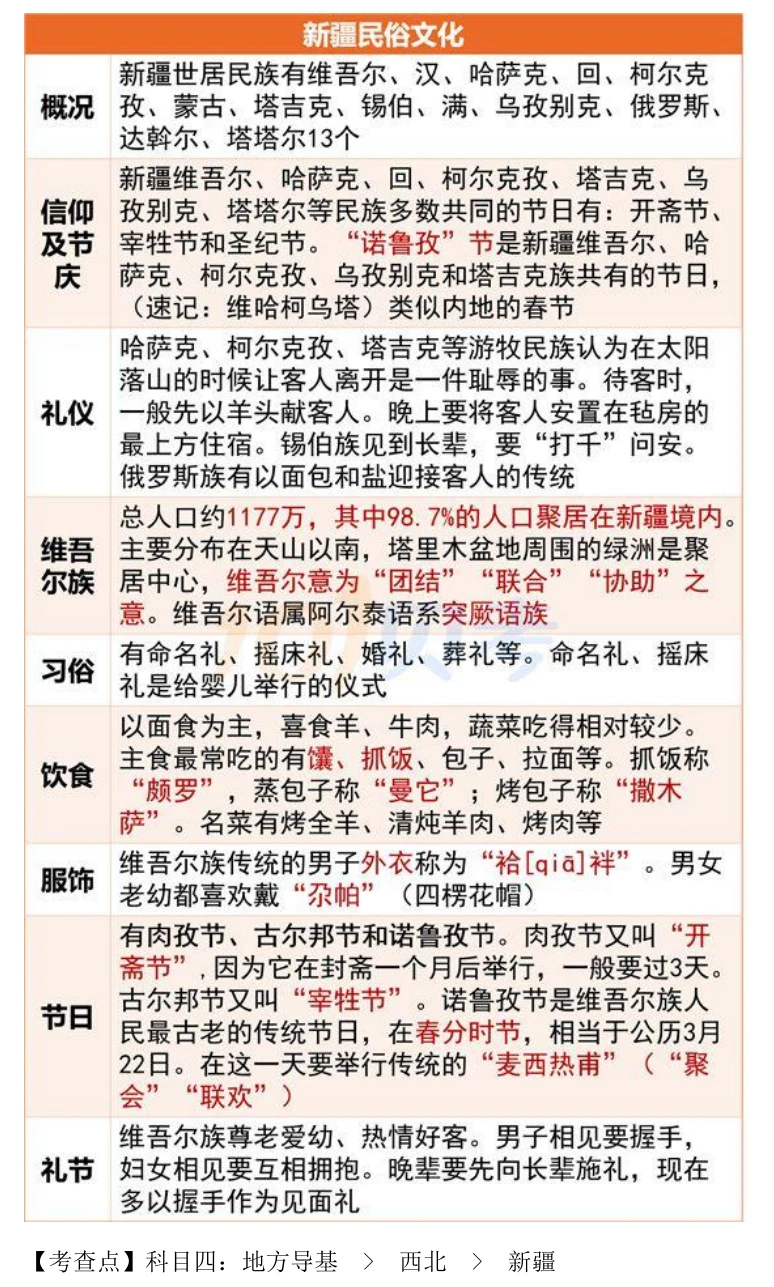 新疆民俗文化
概况
新疆世居民族有维吾尔、汉、哈萨克、回、柯尔克
孜、蒙古、塔吉克、锡伯、满、乌孜别克、俄罗斯、
达斡尔、塔塔尔13个
信仰
及节
庆
新疆维吾尔、哈萨克、回、柯尔克孜、塔吉克、乌
孜别克、塔塔尔等民族多数共同的节日有：开斋节、
宰牲节和圣纪节。“诺鲁孜”节是新疆维吾尔、哈
萨克、柯尔克孜、乌孜别克和塔吉克族共有的节日，
（速记：维哈柯乌塔）类似内地的春节
礼仪
哈萨克、柯尔克孜、塔吉克等游牧民族认为在太阳
落山的时候让客人离开是一件耻辱的事。待客时，
一般先以羊头献客人。晚上要将客人安置在毡房的
最上方住宿。锡伯族见到长辈，要“打千”问安。
俄罗斯族有以面包和盐迎接客人的传统
维吾
尔族
总人口约1177万，其中98.7%的人口聚居在新疆境内。
主要分布在天山以南，塔里木盆地周围的绿洲是聚
居中心，维吾尔意为“团结”“联合”“协助”之
意。维吾尔语属阿尔泰语系突厥语族
习俗
有命名礼、摇床礼、婚礼、葬礼等。命名礼、摇床
礼是给婴儿举行的仪式
饮食
以面食为主，喜食羊、牛肉，蔬菜吃得相对较少。
主食最常吃的有馕、抓饭、包子、拉面等。抓饭称
“颇罗”，蒸包子称“曼它”；烤包子称“撒木
萨”。名菜有烤全羊、清炖羊肉、烤肉等
服饰
维吾尔族传统的男子外衣称为“袷[qiā]袢”。男女
老幼都喜欢戴“尕帕”（四楞花帽）
节日
有肉孜节、古尔邦节和诺鲁孜节。肉孜节又叫“开
斋节”,因为它在封斋一个月后举行，一般要过3天。
古尔邦节又叫“宰牲节”。诺鲁孜节是维吾尔族人
民最古老的传统节日，在春分时节，相当于公历3月
22日。在这一天要举行传统的“麦西热甫”（“聚
会”“联欢”）
礼节
维吾尔族尊老爱幼、热情好客。男子相见要握手，
妇女相见要互相拥抱。晚辈要先向长辈施礼，现在
多以握手作为见面礼
【考查点】科目四：地方导基 > 西北 > 新疆